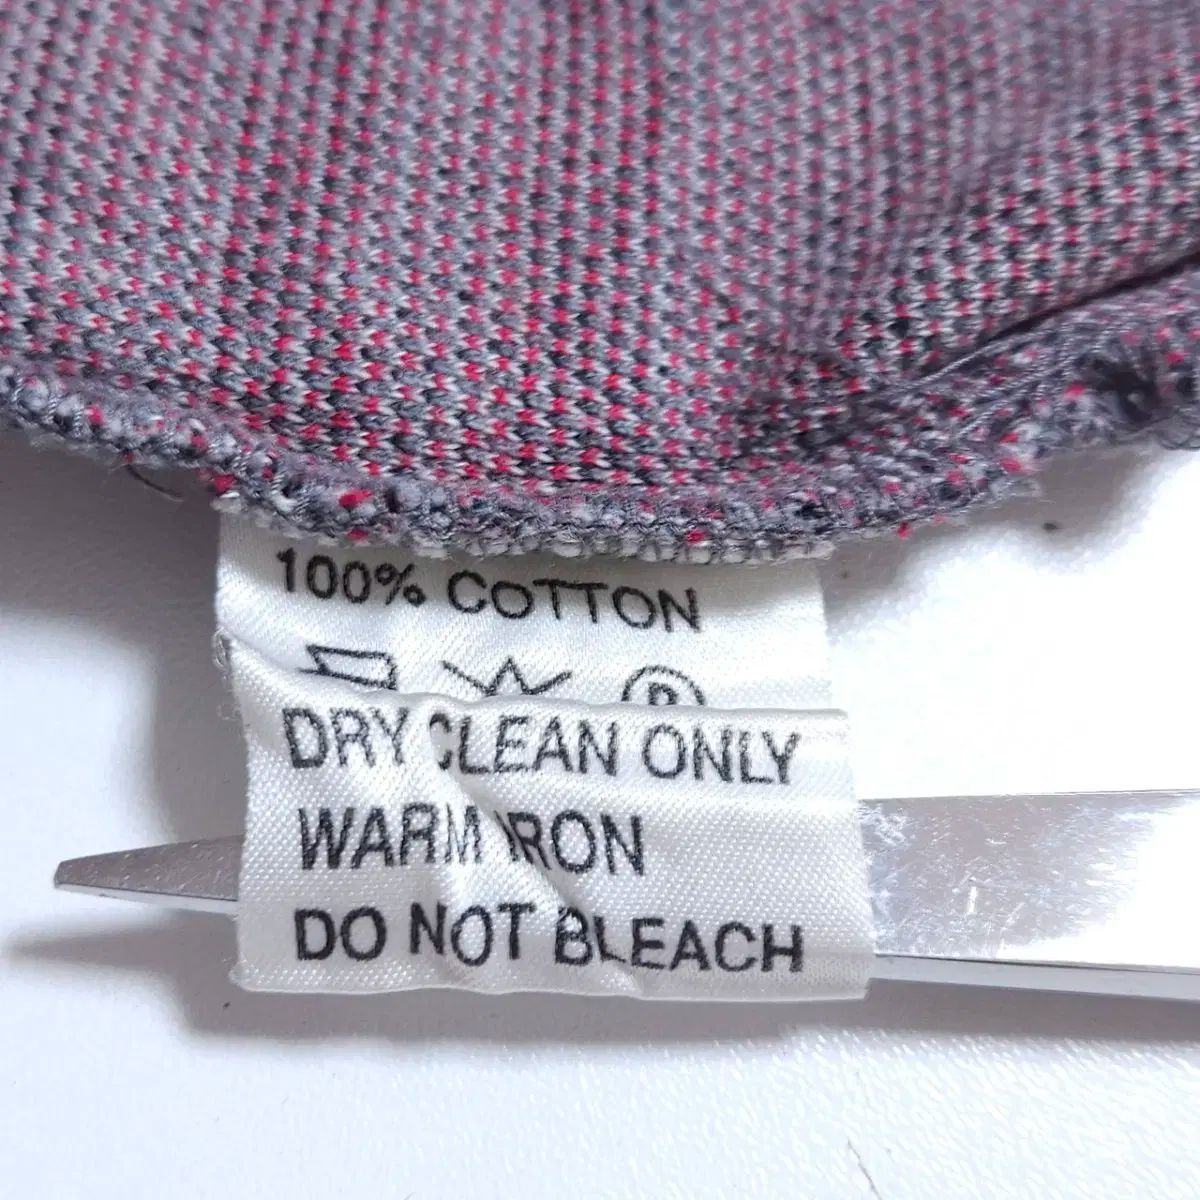 100% COTTON
P
DRY CLEAN ONLY
WARM IRON
DO NOT BLEACH